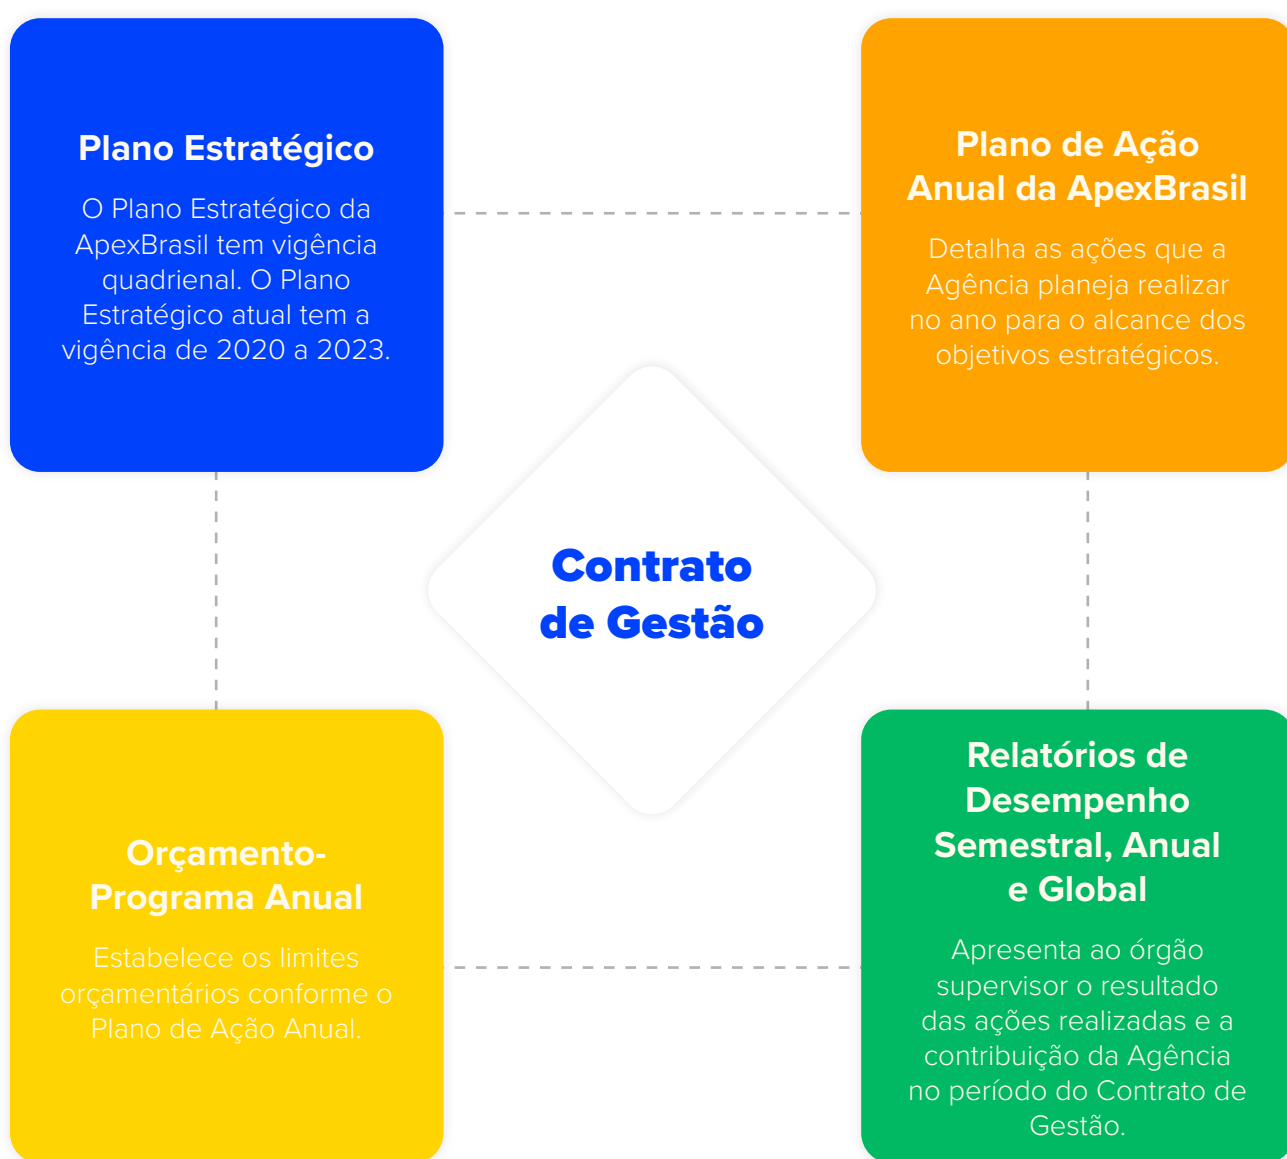 Plano Estratégico
O Plano Estratégico da
ApexBrasil tem vigência
quadrienal. O Plano
Estratégico atual tem a
vigência de 2020 a 2023.
Plano de Ação
Anual da ApexBrasil
Detalha as ações que a
Agência planeja realizar
no ano para o alcance dos
objetivos estratégicos.
Contrato
de Gestão
Orçamento-
Programa Anual
Estabelece os limites
orçamentários conforme o
Plano de Ação Anual.
Relatórios de
Desempenho
Semestral, Anual
e Global
Apresenta ao órgão
supervisor o resultado
das ações realizadas e a
contribuição da Agência
no período do Contrato de
Gestão.